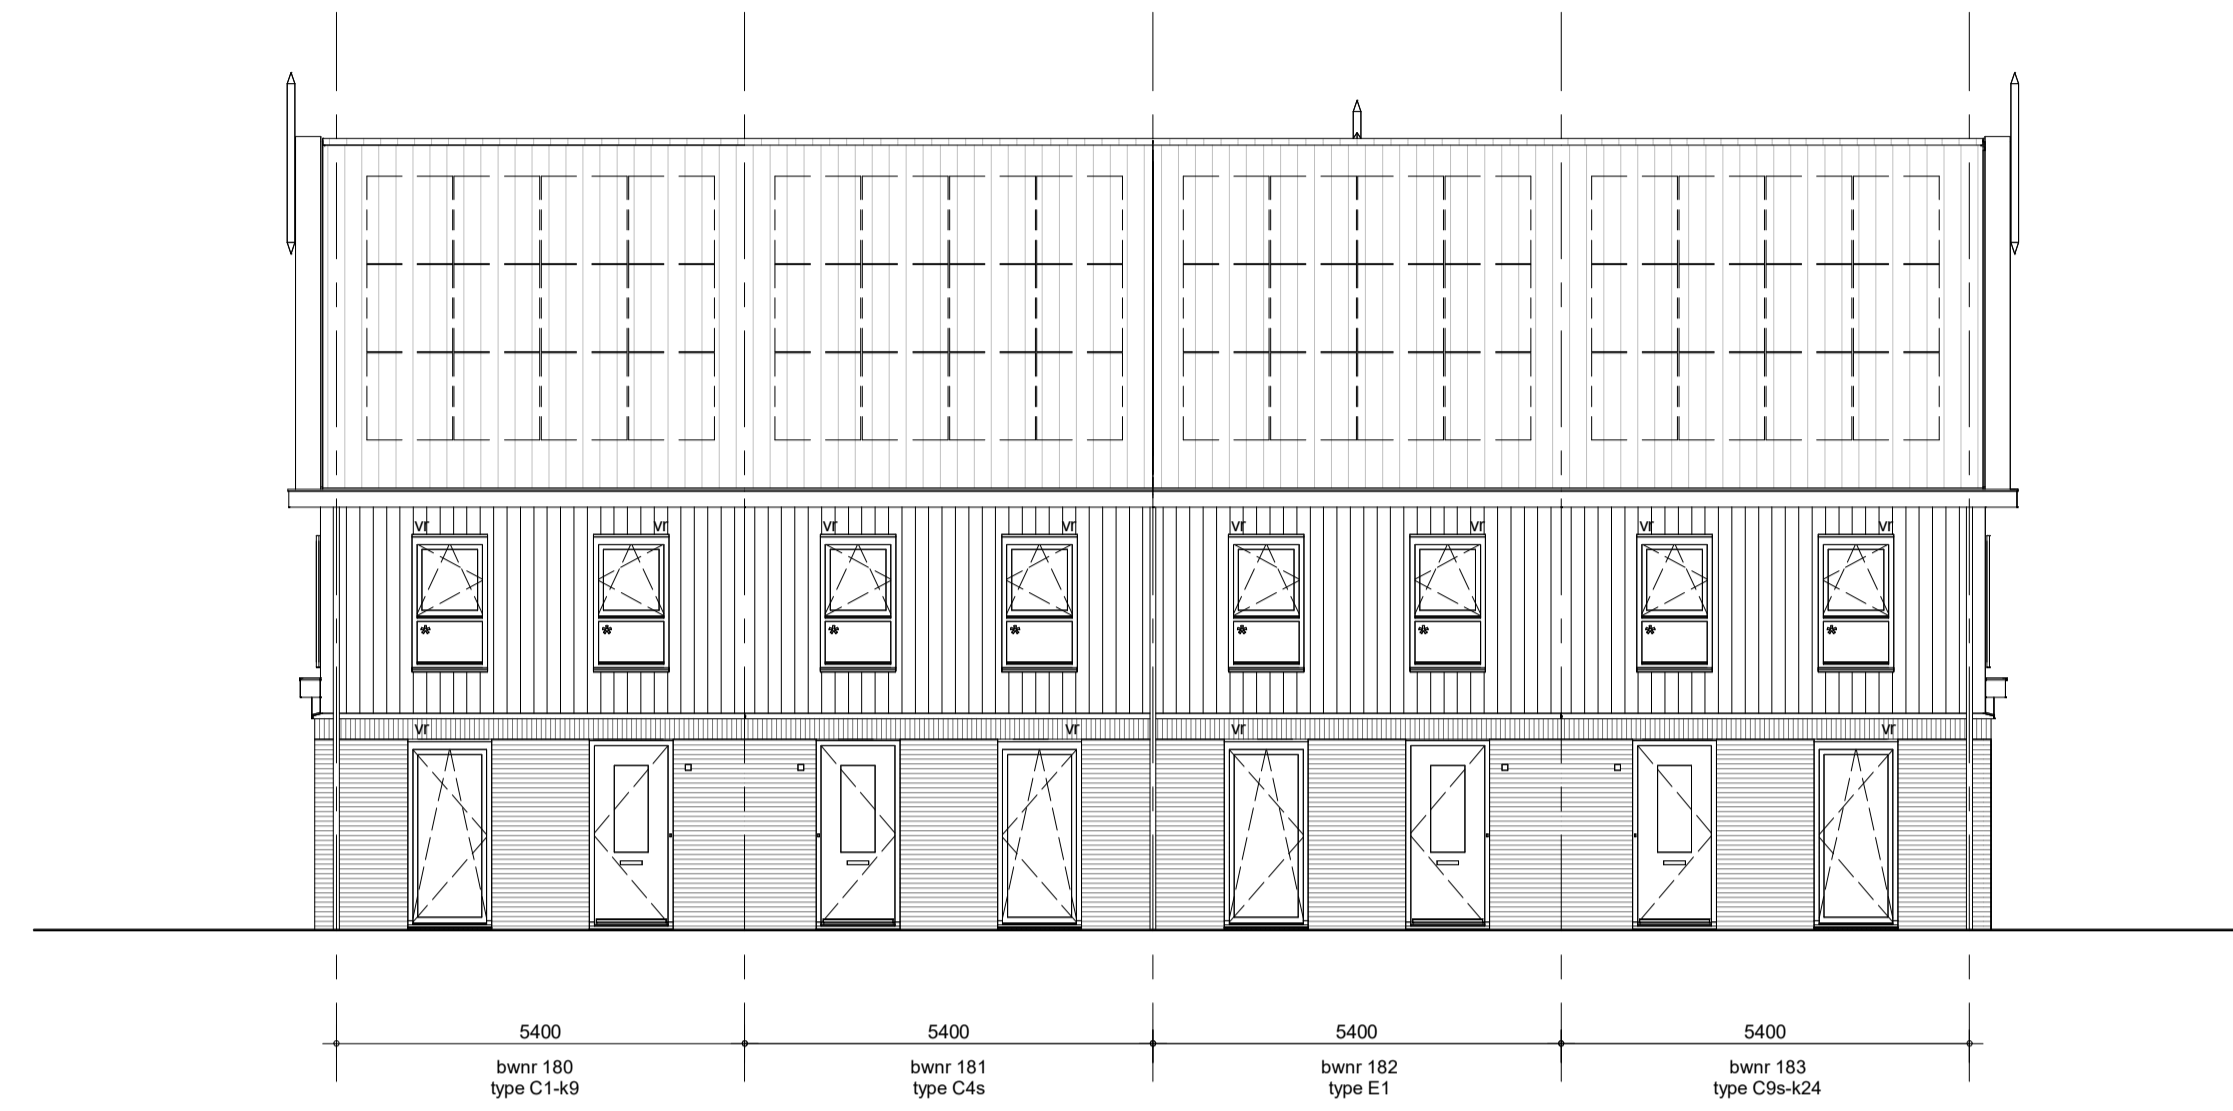 vr vr vr vr vr vr vr vr
* * * * * * * *
vr vr vr vr
5400 5400 5400 5400
bwnr 180 bwnr 181 bwnr 182 bwnr 183
type C1-k9 type C4s type E1 type C9s-k24